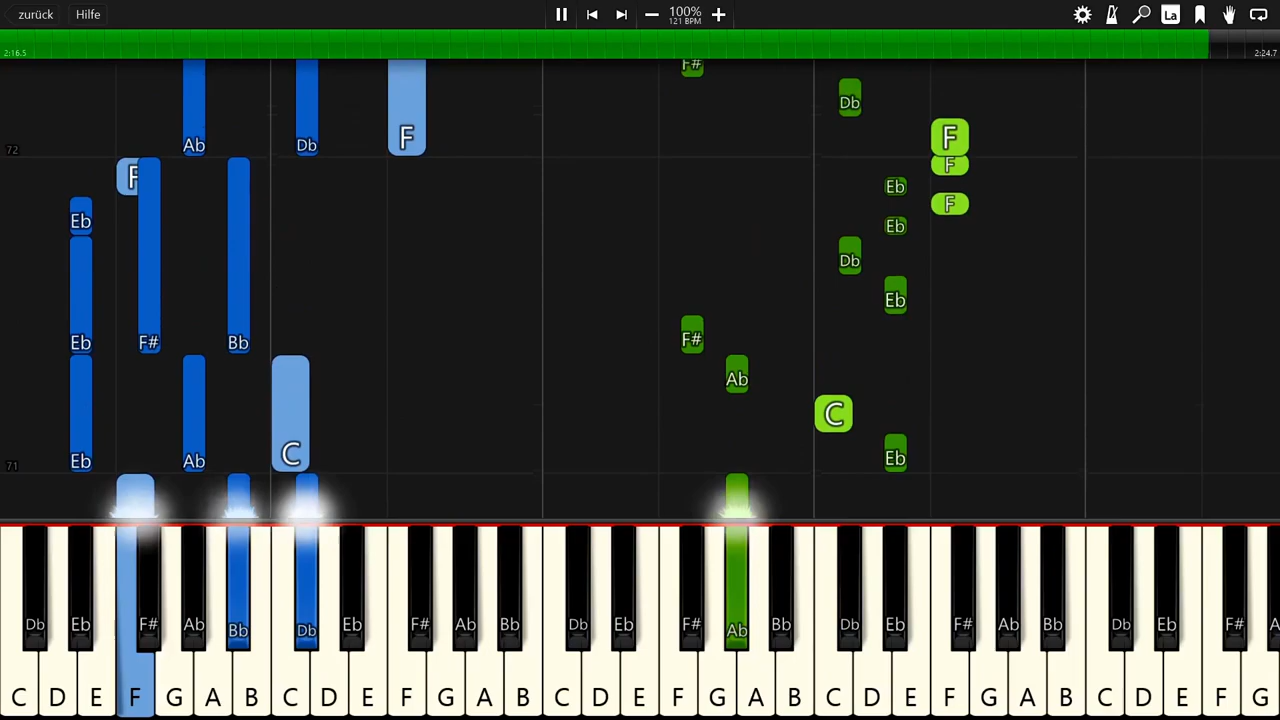 zurück Hilfe 100% La
121 BPM
2:16.5 2:24.7
F#
Db
Ab Db F F
72
F F
Eb
Eb F
Eb
Db
Eb
Eb F# Bb F#
Ab
C
Eb Ab C Eb
71
Db Eb F# Ab Bb Db Eb F# Ab Bb Db Eb F# Ab Bb Db Eb F# Ab Bb Db Eb F# A
C D E F G A B C D E F G A B C D E F G A B C D E F G A B C D E F G